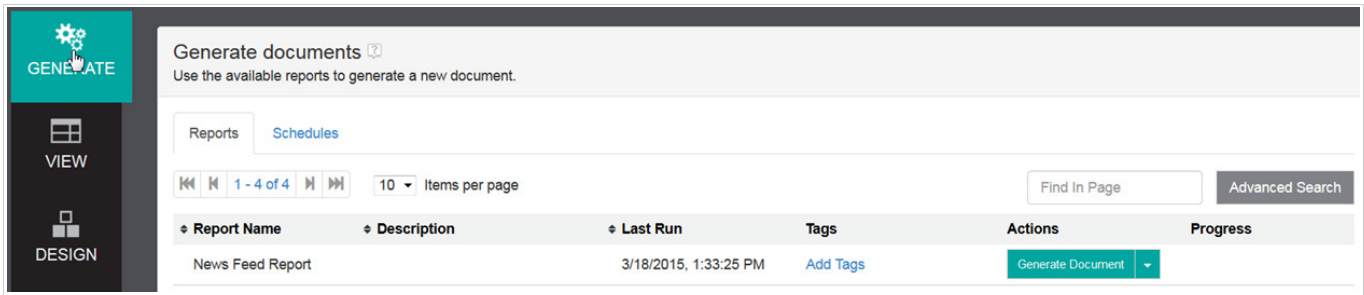 GENERATE
VIEW
DESIGN
Generate documents ?
Use the available reports to generate a new document.
Reports Schedules
1 - 4 of 4 10 Items per page Find In Page Advanced Search
Report Name Description Last Run Tags Actions Progress
News Feed Report 3/18/2015, 1:33:25 PM Add Tags Generate Document